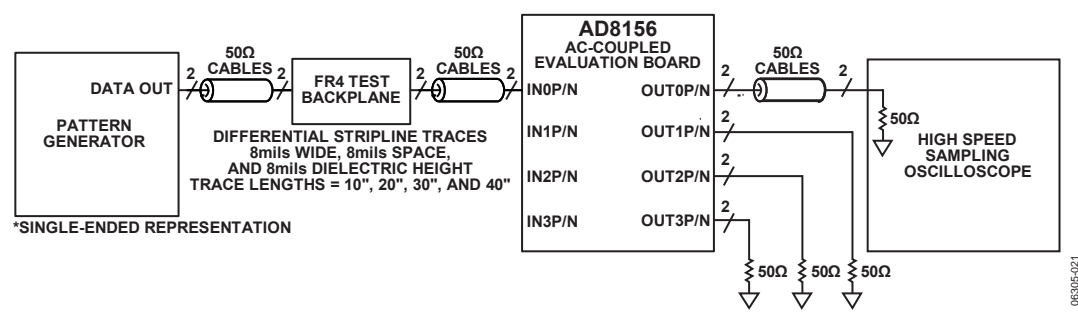 PATTERN
GENERATOR
DATA OUT
2
50Ω
CABLES
2
FR4 TEST
BACKPLANE
DIFFERENTIAL STRIPLINE TRACES
8mils WIDE, 8mils SPACE,
AND 8mils DIELECTRIC HEIGHT
TRACE LENGTHS = 10", 20", 30", AND 40"
*SINGLE-ENDED REPRESENTATION
2
50Ω
CABLES
2
AD8156
AC-COUPLED
EVALUATION BOARD
IN0P/N
IN1P/N
IN2P/N
IN3P/N
OUT0P/N
OUT1P/N
OUT2P/N
OUT3P/N
2
2
2
2
50Ω
CABLES
2
50Ω
HIGH SPEED
SAMPLING
OSCILLOSCOPE
50Ω
50Ω
50Ω
06305-021